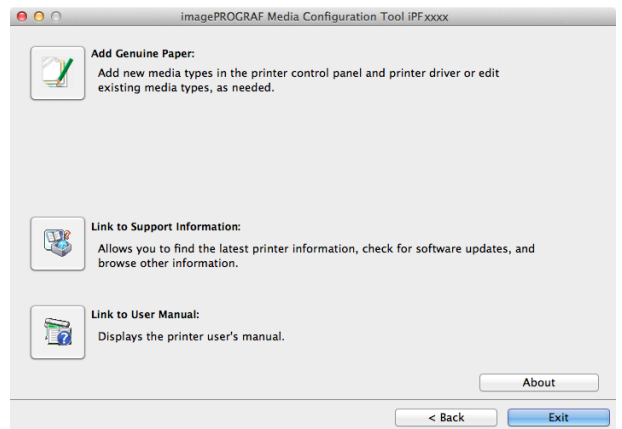 imagePROGRAF Media Configuration Tool iPFxxxx
Add Genuine Paper:
Add new media types in the printer control panel and printer driver or edit
existing media types, as needed.
Link to Support Information:
Allows you to find the latest printer information, check for software updates, and
browse other information.
Link to User Manual:
Displays the printer user's manual.
About
< Back
Exit